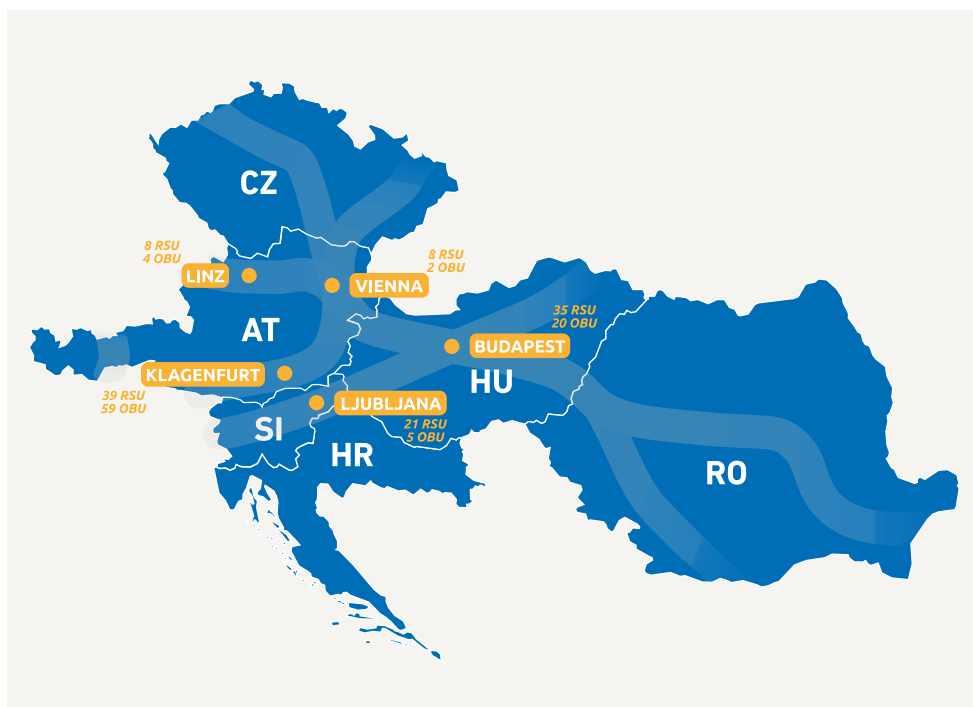 CZ
8 RSU
4 OBU
LINZ
8 RSU
2 OBU
VIENNA
AT
35 RSU
20 OBU
BUDAPEST
HU
KLAGENFURT
39 RSU
59 OBU
LJUBLJANA
21 RSU
5 OBU
SI
HR
RO